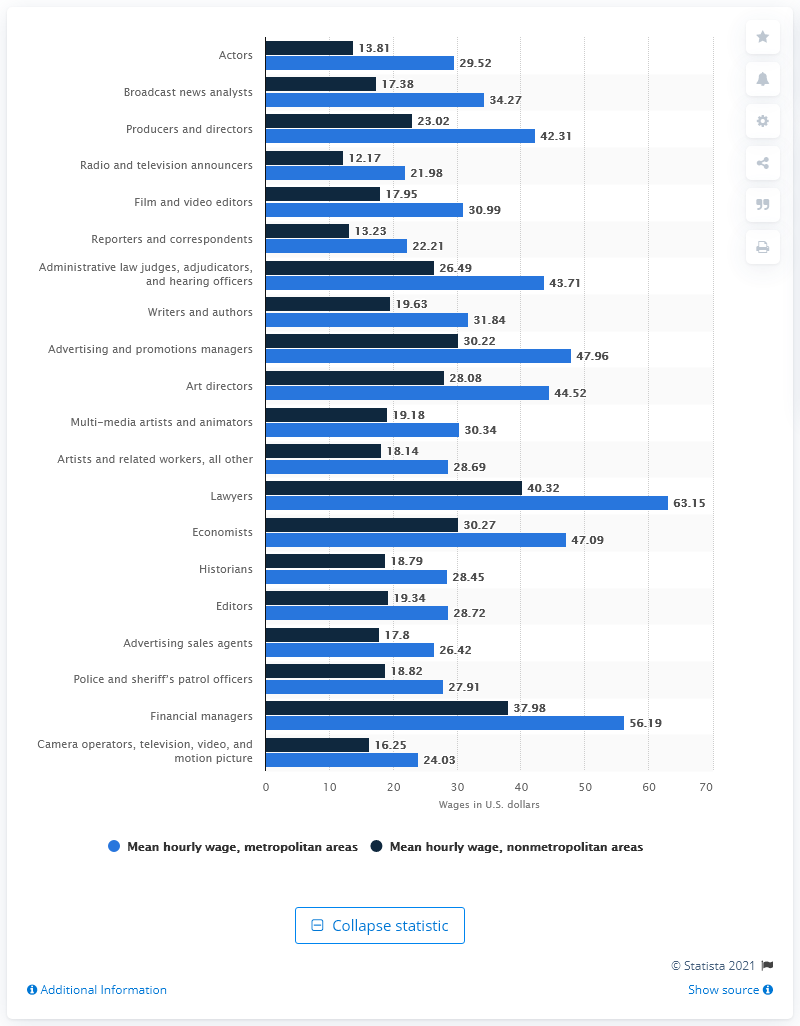 Actors
13.81
29.52
Broadcast news analysts
17.38
34.27
Producers and directors
23.02
42.31
Radio and television announcers
12.17
21.98
Film and video editors
17.95
30.99
Reporters and correspondents
13.23
22.21
Administrative law judges, adjudicators,
and hearing officers
26.49
43.71
Writers and authors
19.63
31.84
Advertising and promotions managers
30.22
47.96
Art directors
28.08
44.52
Multi-media artists and animators
19.18
30.34
Artists and related workers, all other
18.14
28.69
Lawyers
40.32
63.15
Economists
30.27
47.09
Historians
18.79
28.45
Editors
19.34
28.72
Advertising sales agents
17.8
26.42
Police and sheriff's patrol officers
18.82
27.91
Financial managers
37.98
56.19
Camera operators, television, video, and
motion picture
16.25
24.03
0 10 20 30 40 50 60 70
Wages in U.S. dollars
Mean hourly wage, metropolitan areas Mean hourly wage, nonmetropolitan areas
Collapse statistic
© Statista 2021
Additional Information Show source